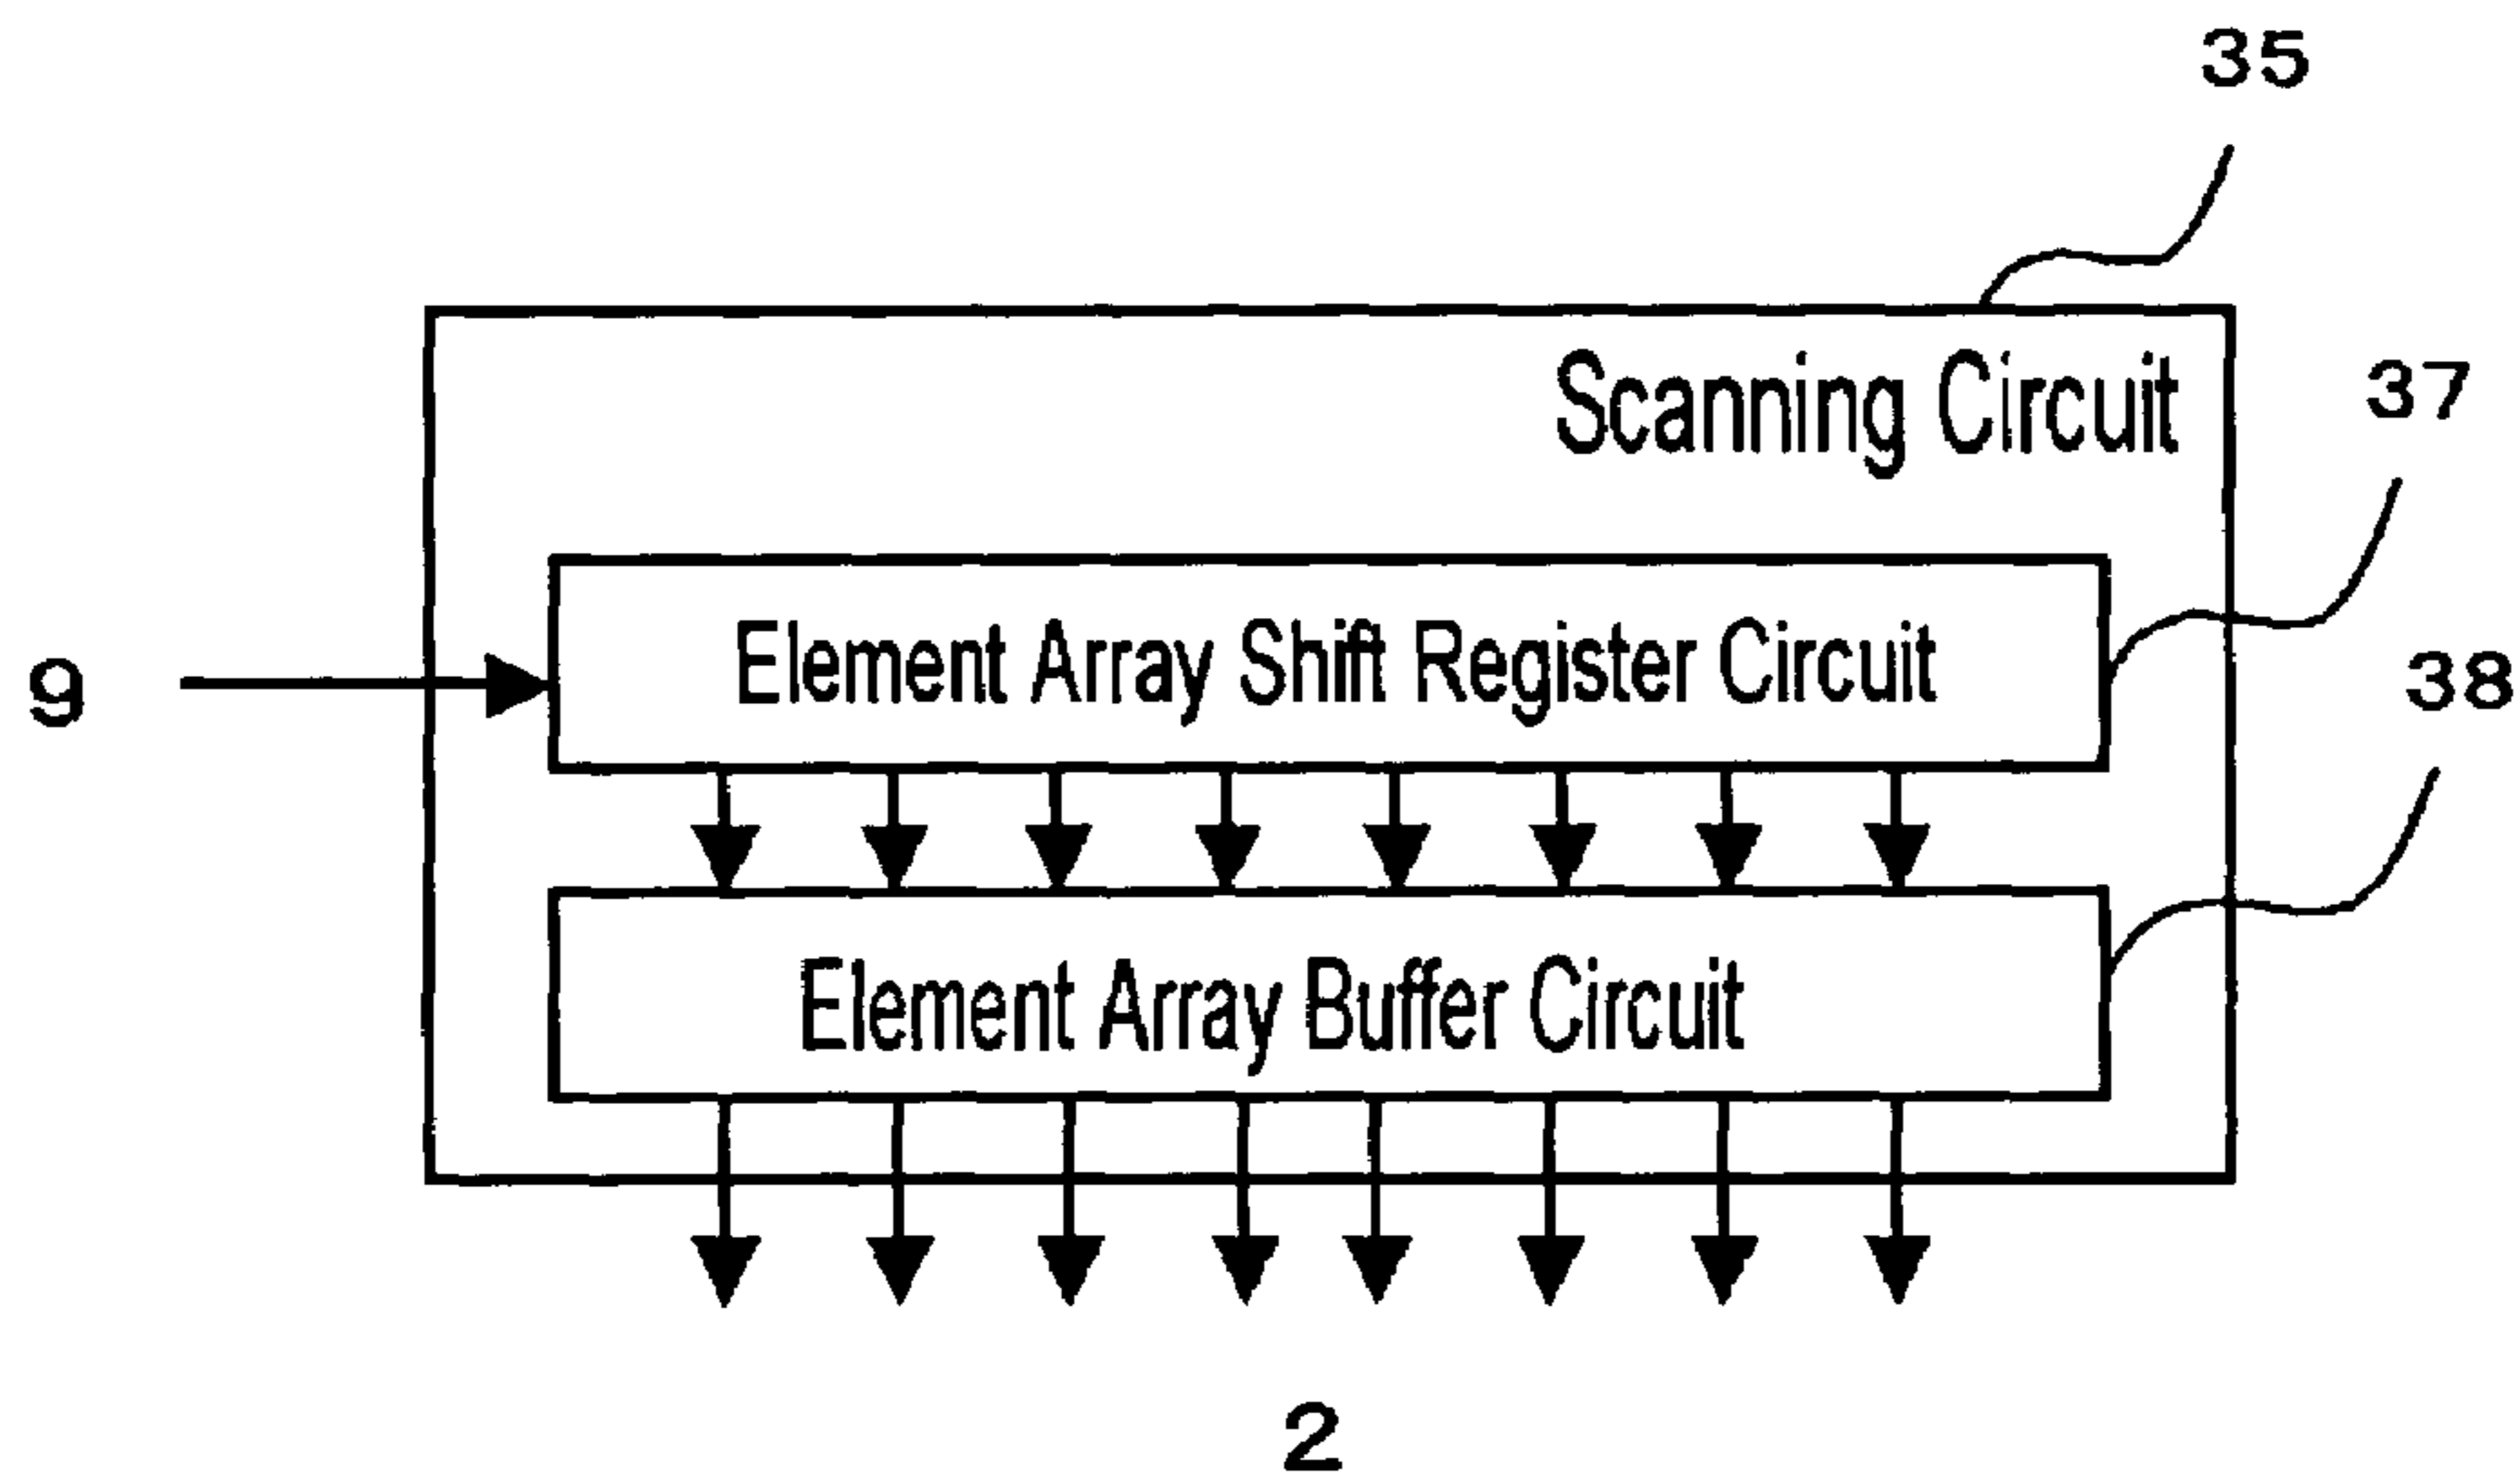 35
Scanning Circuit
37
Element Array Shift Register Circuit
9
38
Element Array Buffer Circuit
2